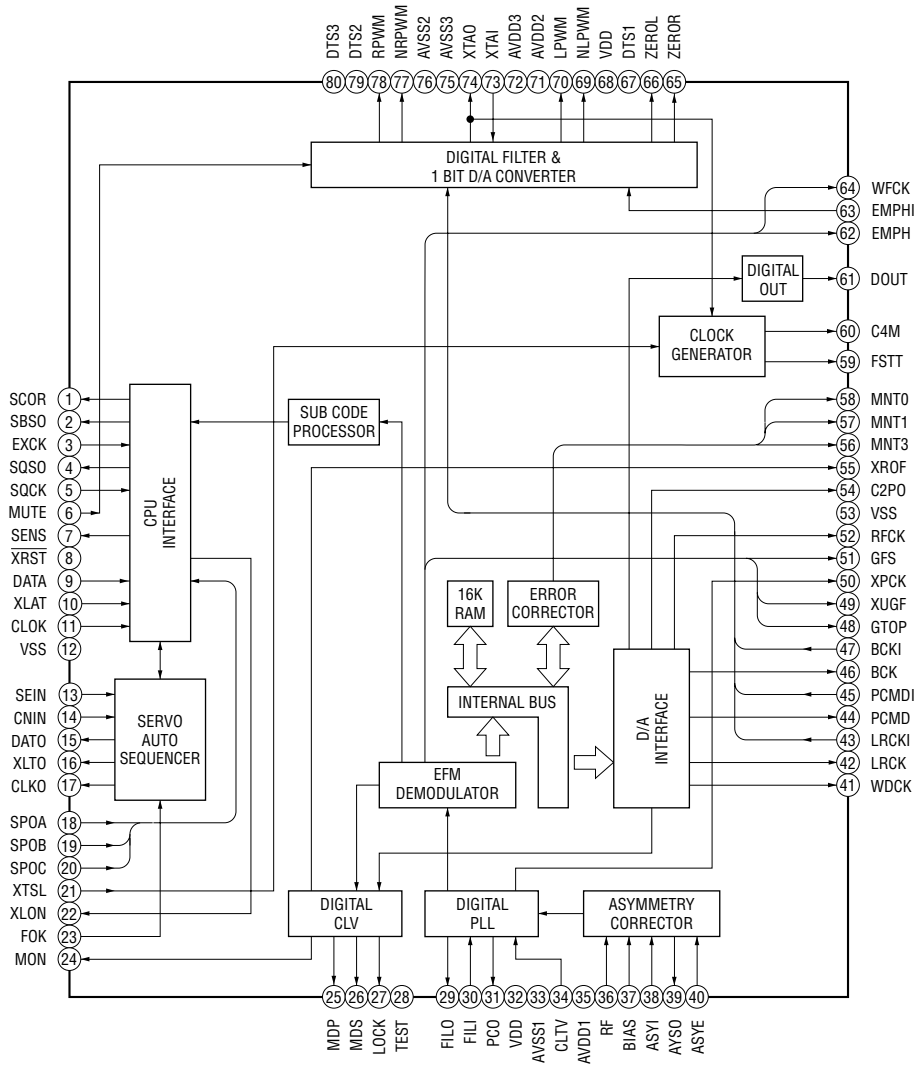 DTS3
DTS2
RPWM
NRPWM
AVSS2
AVSS3
XTAO
XTAI
AVDD3
AVDD2
LPWM
NLPWM
VDD
DTS1
ZEROL
ZEROR
80 79 78 77 76 75 74 73 72 71 70 69 68 67 66 65
DIGITAL FILTER &
1 BIT D/A CONVERTER
64 WFCK
63 EMPHI
62 EMPH
DIGITAL
OUT
61 DOUT
CLOCK
GENERATOR
60 C4M
59 FSTT
SCOR 1
SBSO 2
EXCK 3
SQSO 4
SQCK 5
MUTE 6
SENS 7
XRST 8
DATA 9
XLAT 10
CLOK 11
VSS 12
CPU
INTERFACE
SUB CODE
PROCESSOR
58 MNT0
57 MNT1
56 MNT3
55 XROF
54 C2PO
53 VSS
52 RFCK
51 GFS
50 XPCK
49 XUGF
48 GTOP
47 BCKI
46 BCK
45 PCMDI
44 PCMD
43 LRCKI
42 LRCK
41 WDCK
16K
RAM
ERROR
CORRECTOR
INTERNAL BUS
D/A
INTERFACE
SEIN 13
CNIN 14
DATO 15
XLTO 16
CLKO 17
SERVO
AUTO
SEQUENCER
EFM
DEMODULATOR
SPOA 18
SPOB 19
SPOC 20
XTSL 21
XLON 22
FOK 23
MON 24
DIGITAL
CLV
DIGITAL
PLL
ASYMMETRY
CORRECTOR
25 26 27 28 29 30 31 32 33 34 35 36 37 38 39 40
MDP
MDS
LOCK
TEST
FILO
FILI
PCO
VDD
AVSS1
CLTV
AVDD1
RF
BIAS
ASYI
AYSO
ASYE